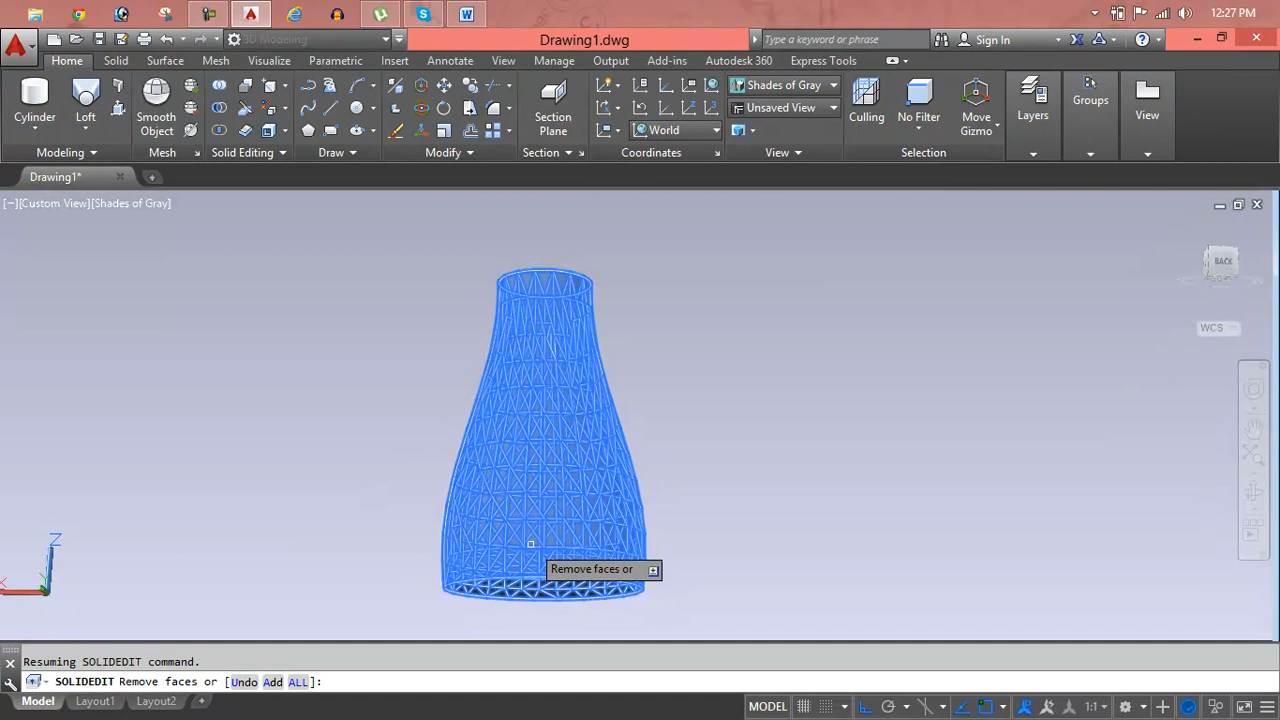 12:27 PM
3D Modeling
Drawing1.dwg
Type a keyword or phrase
Sign In
Home Solid Surface Mesh Visualize Parametric Insert Annotate View Manage Output Add-ins Autodesk 360 Express Tools
Cylinder
Loft
Smooth Object
Section Plane
World
Shades of Gray
Unsaved View
Culling
No Filter
Move Gizmo
Layers
Groups
View
Modeling Mesh Solid Editing Draw Modify Section Coordinates View Selection
Drawing1*
[−][Custom View][Shades of Gray]
BACK
WCS
Z
X
Remove faces or
Resuming SOLIDEDIT command.
SOLIDEDIT Remove faces or [Undo Add ALL]:
Model Layout1 Layout2 +
MODEL
1:1